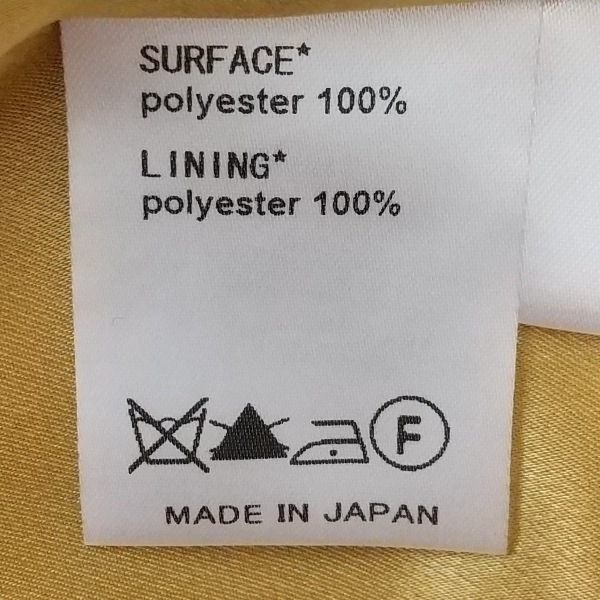 SURFACE*
polyester 100%
LINING*
polyester 100%
F
MADE IN JAPAN